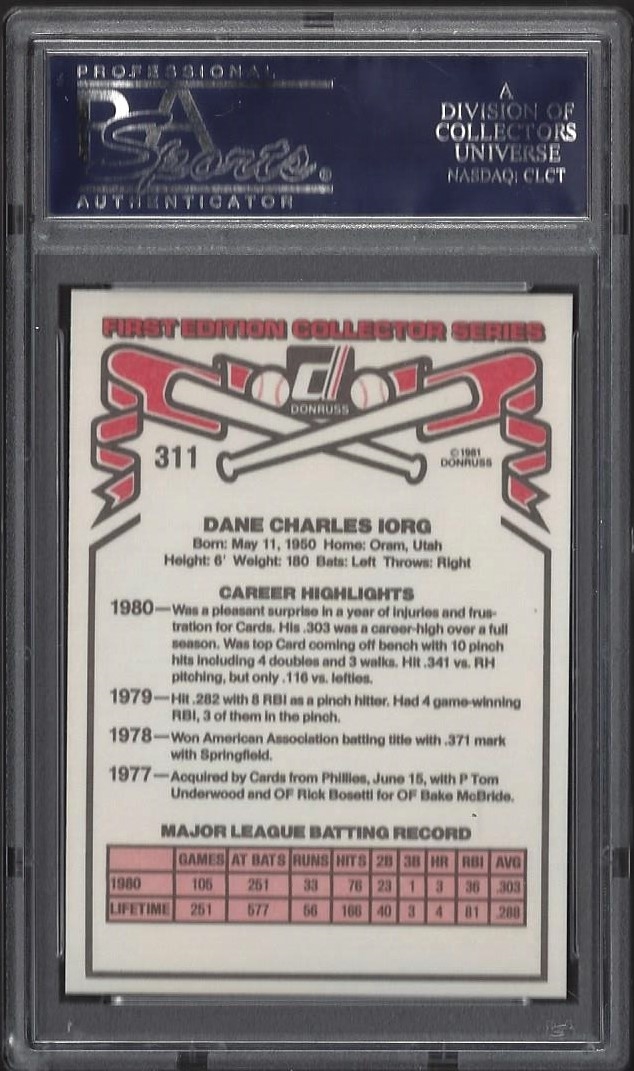 PROFESSIONAL
PSA
Sports®
AUTHENTICATOR
A
DIVISION OF
COLLECTORS
UNIVERSE
NASDAQ: CLCT
FIRST EDITION COLLECTOR SERIES
d
DONRUSS
311
©1981
DONRUSS
DANE CHARLES IORG
Born: May 11, 1950 Home: Oram, Utah
Height: 6' Weight: 180 Bats: Left Throws: Right
CAREER HIGHLIGHTS
1980—Was a pleasant surprise in a year of injuries and frus-
tration for Cards. His .303 was a career-high over a full
season. Was top Card coming off bench with 10 pinch
hits including 4 doubles and 3 walks. Hit .341 vs. RH
pitching, but only .116 vs. lefties.
1979—Hit .282 with 8 RBI as a pinch hitter. Had 4 game-winning
RBI, 3 of them in the pinch.
1978—Won American Association batting title with .371 mark
with Springfield.
1977—Acquired by Cards from Phillies, June 15, with P Tom
Underwood and OF Rick Bosetti for OF Bake McBride.
MAJOR LEAGUE BATTING RECORD
GAMES AT BATS RUNS HITS 2B 3B HR RBI AVG
1980 105 251 33 76 23 1 3 36 .303
LIFETIME 251 577 56 166 40 3 4 81 .288